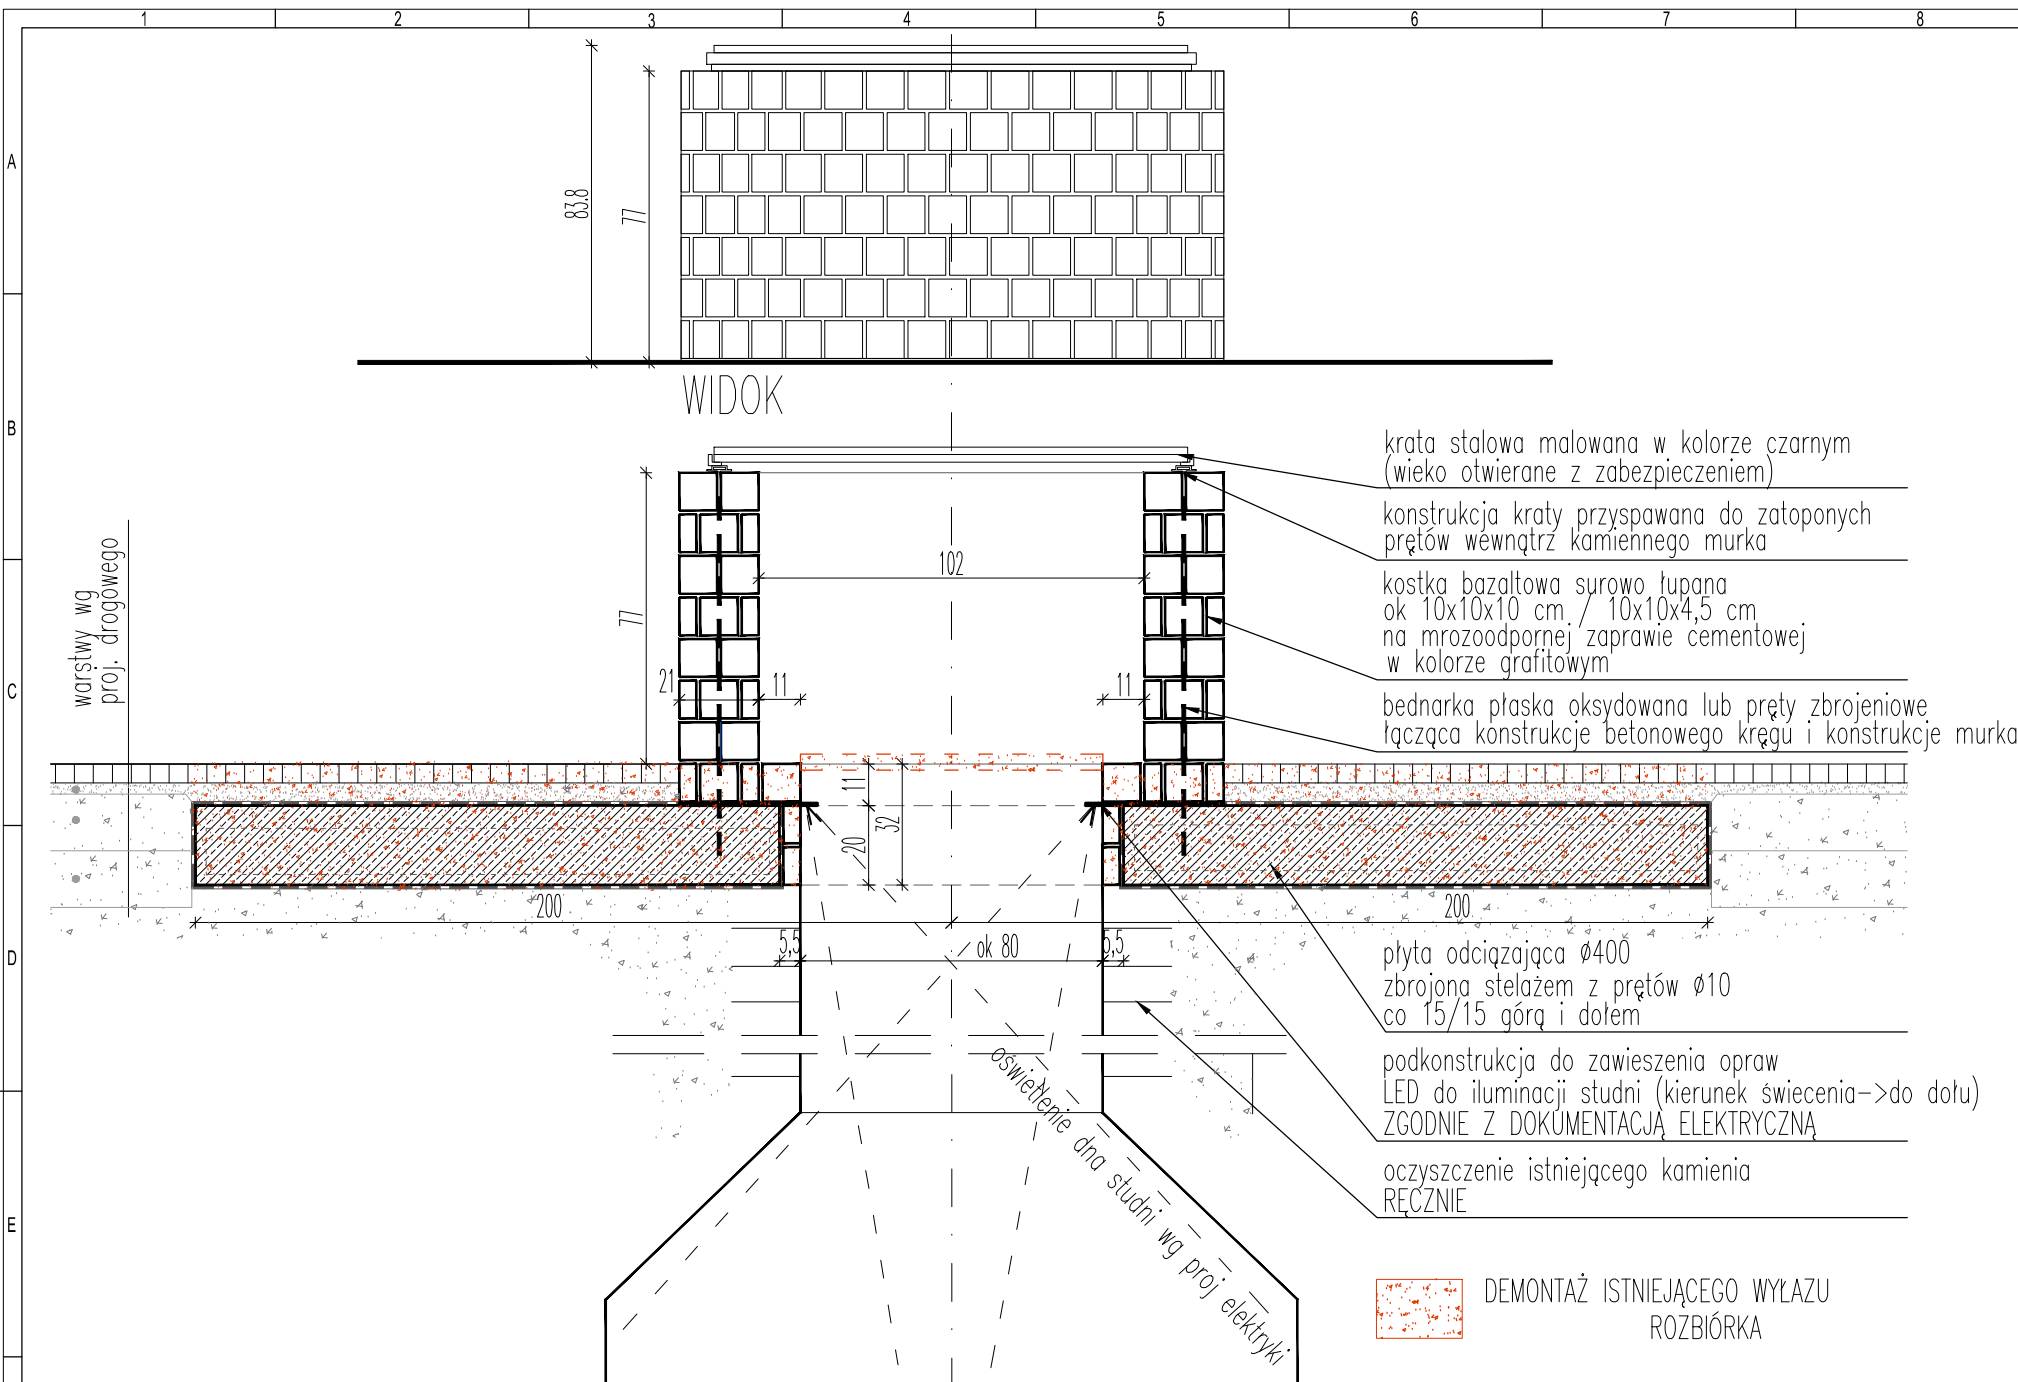 1 2 3 4 5 6 7 8
A
B
C
D
E
83.8
77
WIDOK
krata stalowa malowana w kolorze czarnym
(wieko otwierane z zabezpieczeniem)
konstrukcja kraty przyspawana do zatoponych
prętów wewnątrz kamiennego murka
kostka bazaltowa surowo łupana
ok 10x10x10 cm / 10x10x4,5 cm
na mrozoodpornej zaprawie cementowej
w kolorze grafitowym
bednarka płaska oksydowana lub pręty zbrojeniowe
łącząca konstrukcje betonowego kręgu i konstrukcje murka
warstwy wg
proj. drogowego
102
77
21
11
11
11
32
20
200
200
5,5
ok 80
5,5
płyta odciązająca Ø400
zbrojona stelażem z prętów Ø10
co 15/15 górą i dołem
podkonstrukcja do zawieszenia opraw
LED do iluminacji studni (kierunek świecenia->do dołu)
ZGODNIE Z DOKUMENTACJĄ ELEKTRYCZNĄ
oczyszczenie istniejącego kamienia
RĘCZNIE
oświetlenie dna studni wg proj elektryki
DEMONTAŻ ISTNIEJĄCEGO WYŁAZU
ROZBIÓRKA